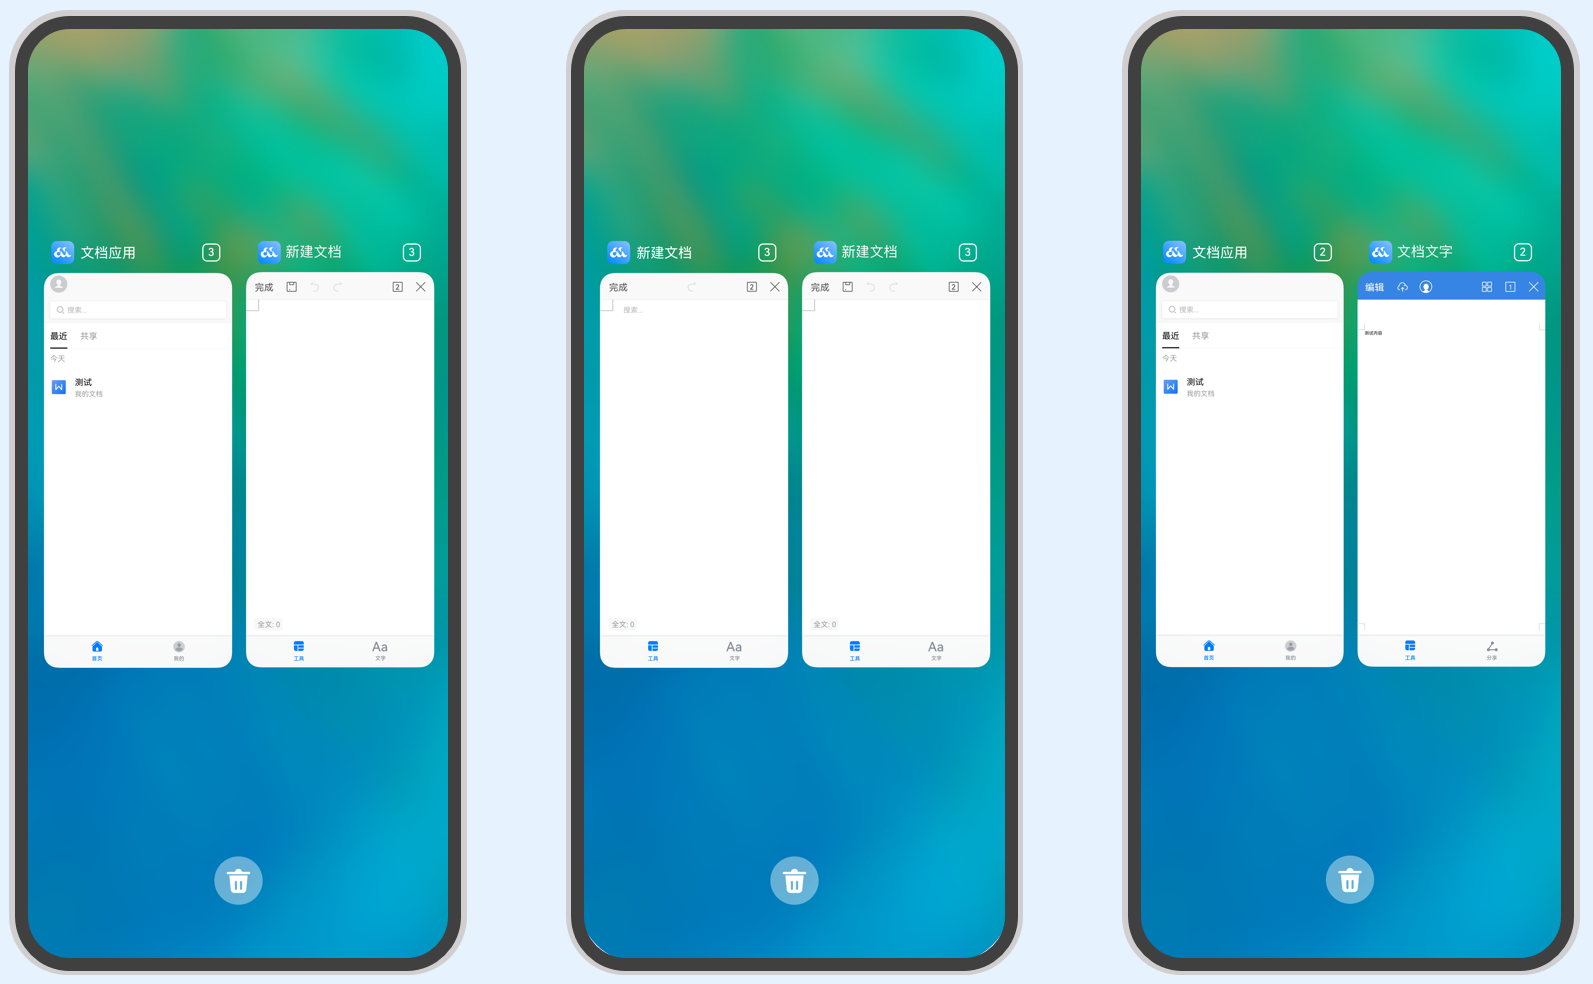 文档应用 3
新建文档 3
搜索...
最近 共享
今天
测试
我的文档
首页 我的
完成 2
全文: 0
工具 Aa 文字
新建文档 3
新建文档 3
完成 2
搜索...
全文: 0
工具 Aa 文字
完成 2
全文: 0
工具 Aa 文字
文档应用 2
文档文字 2
搜索...
最近 共享
今天
测试
我的文档
首页 我的
编辑 1
测试内容
工具 分享